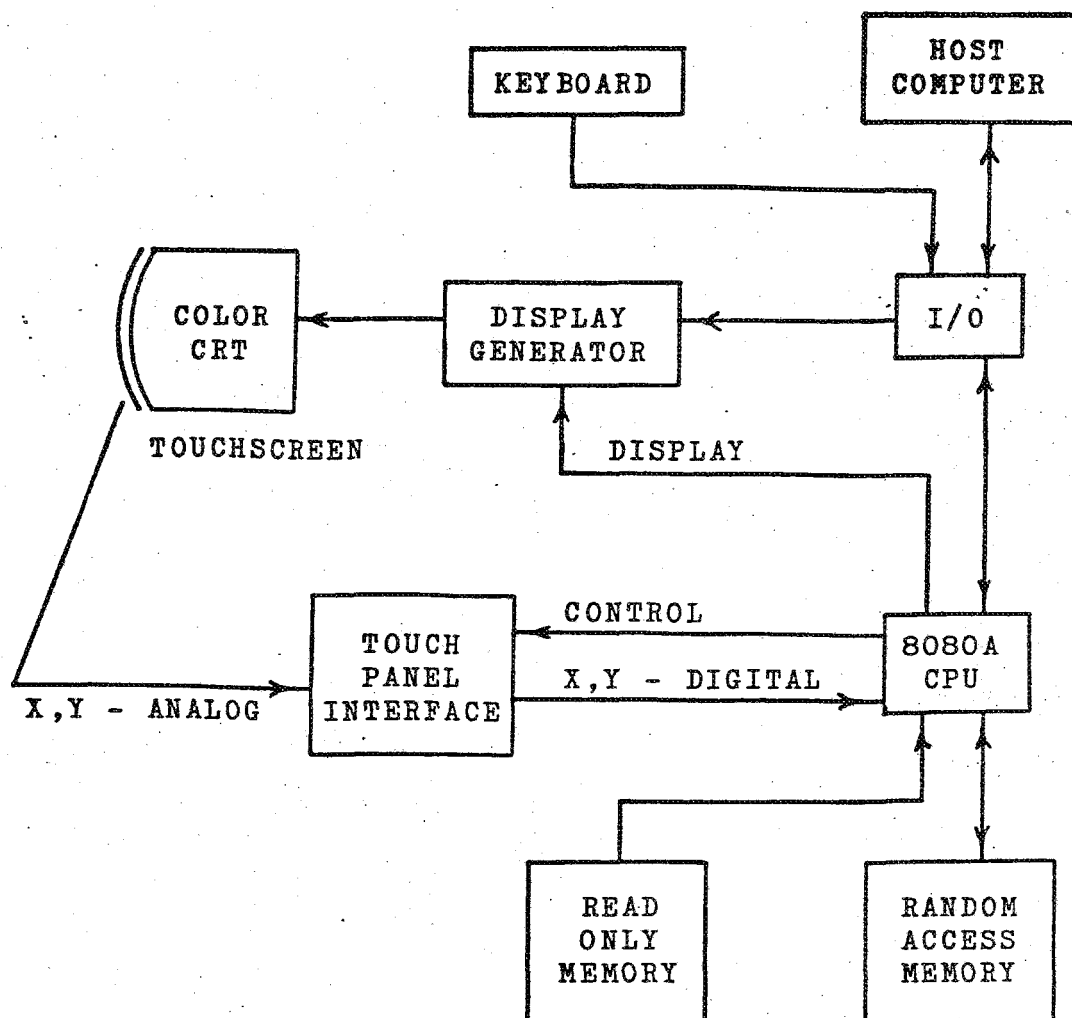 KEYBOARD
HOST
COMPUTER
COLOR
CRT
DISPLAY
GENERATOR
I/O
TOUCHSCREEN
DISPLAY
CONTROL
TOUCH
PANEL
INTERFACE
8080A
CPU
X,Y - DIGITAL
X,Y - ANALOG
READ
ONLY
MEMORY
RANDOM
ACCESS
MEMORY